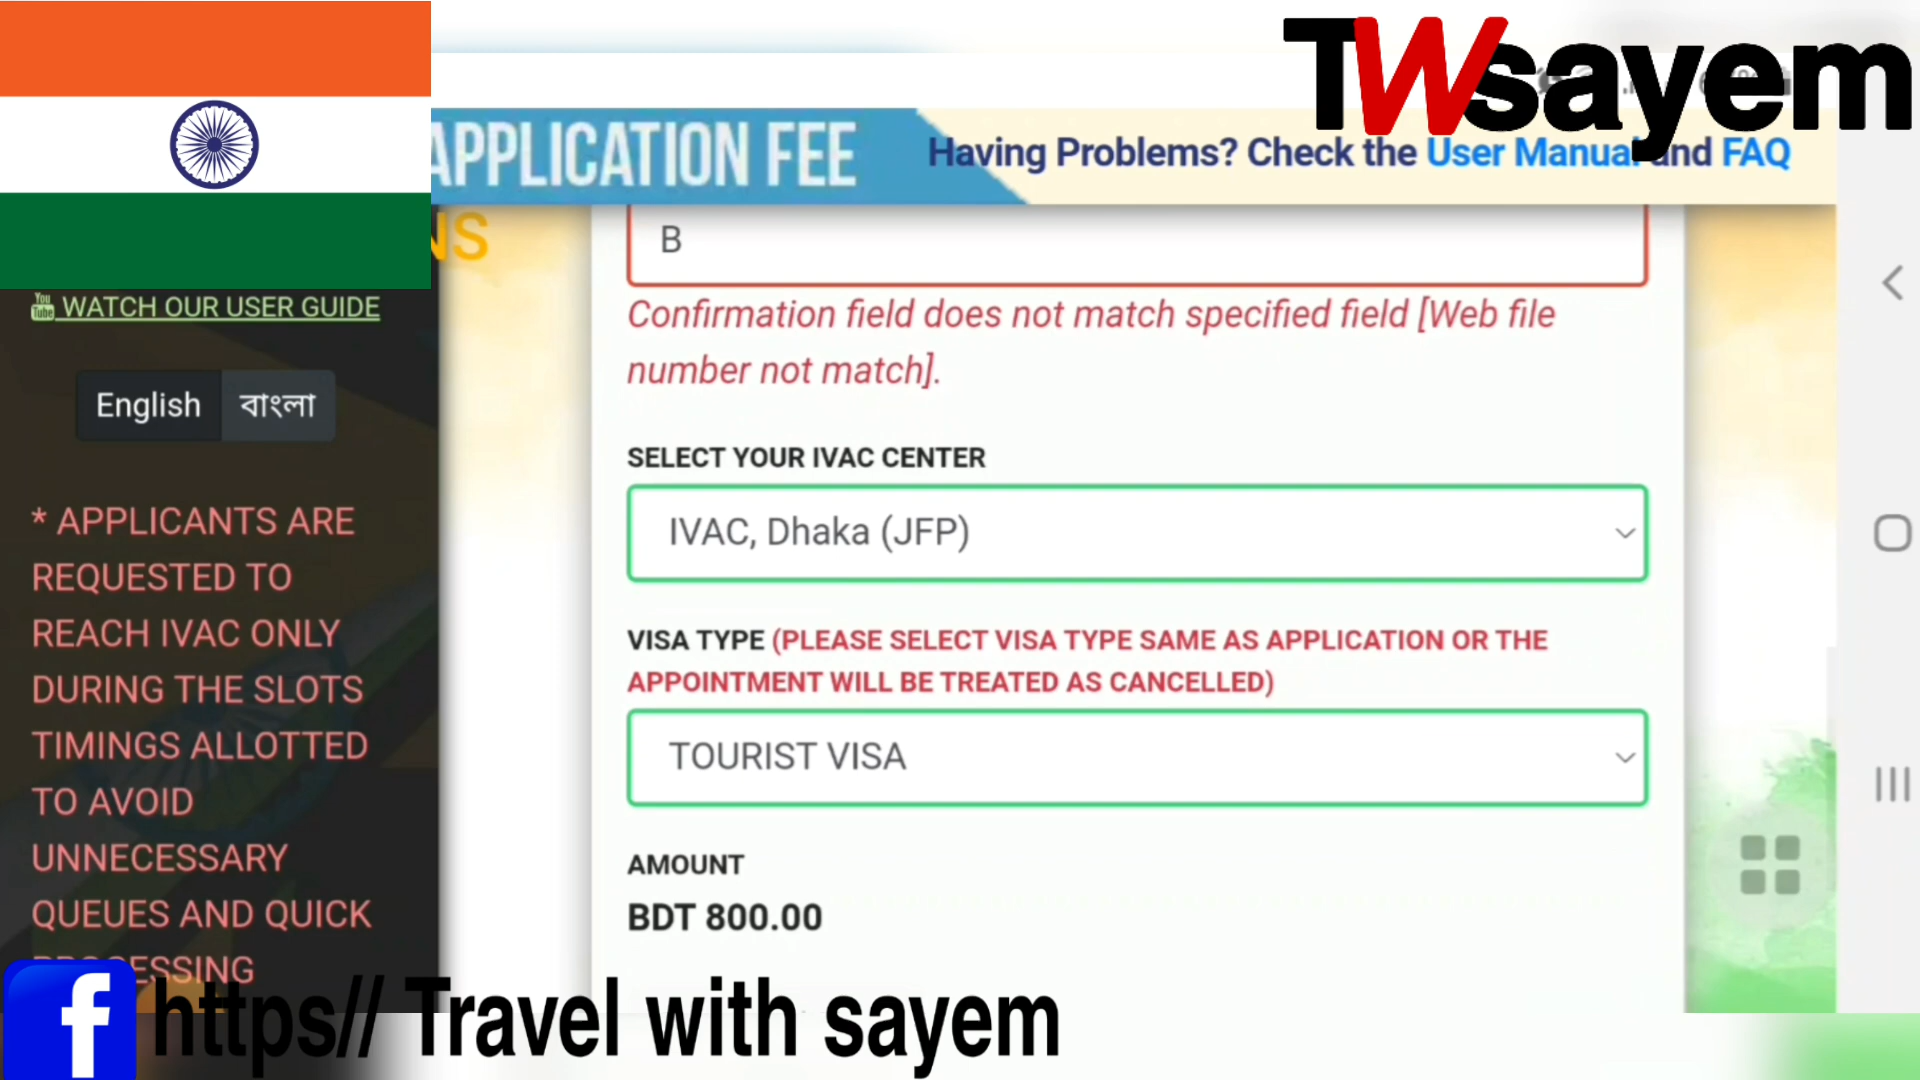 TWsayem
APPLICATION FEE
Having Problems? Check the User Manual and FAQ
NS
You Tube WATCH OUR USER GUIDE
English বাংলা
* APPLICANTS ARE
REQUESTED TO
REACH IVAC ONLY
DURING THE SLOTS
TIMINGS ALLOTTED
TO AVOID
UNNECESSARY
QUEUES AND QUICK
PROCESSING
B
Confirmation field does not match specified field [Web file
number not match].
SELECT YOUR IVAC CENTER
IVAC, Dhaka (JFP)
VISA TYPE (PLEASE SELECT VISA TYPE SAME AS APPLICATION OR THE
APPOINTMENT WILL BE TREATED AS CANCELLED)
TOURIST VISA
AMOUNT
BDT 800.00
f https// Travel with sayem